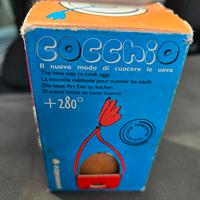 COCCHIO
Il nuovo modo di cuocere le uova
The new way to cook eggs
La nouvelle méthode pour cuisiner les oeufs
Die neue Art Eier zu kochen
El nuevo modo de cocer huevos
+280°